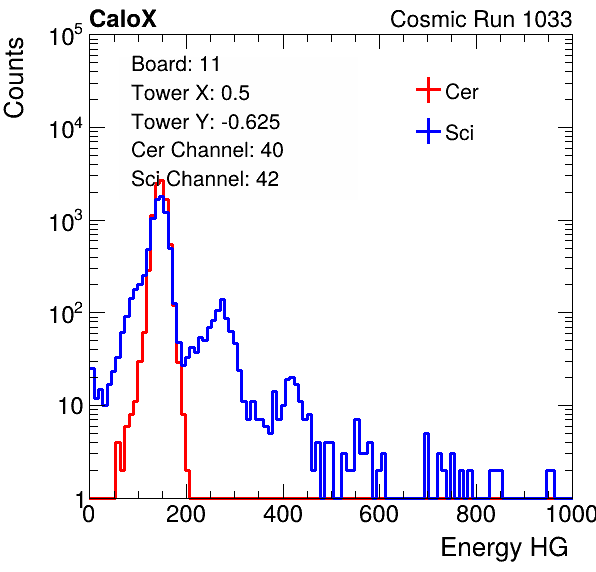 CaloX Cosmic Run 1033
Counts
Board: 11
Tower X: 0.5
Tower Y: -0.625
Cer Channel: 40
Sci Channel: 42
Cer
Sci
10^5
10^4
10^3
10^2
10
1
0 200 400 600 800 1000
Energy HG